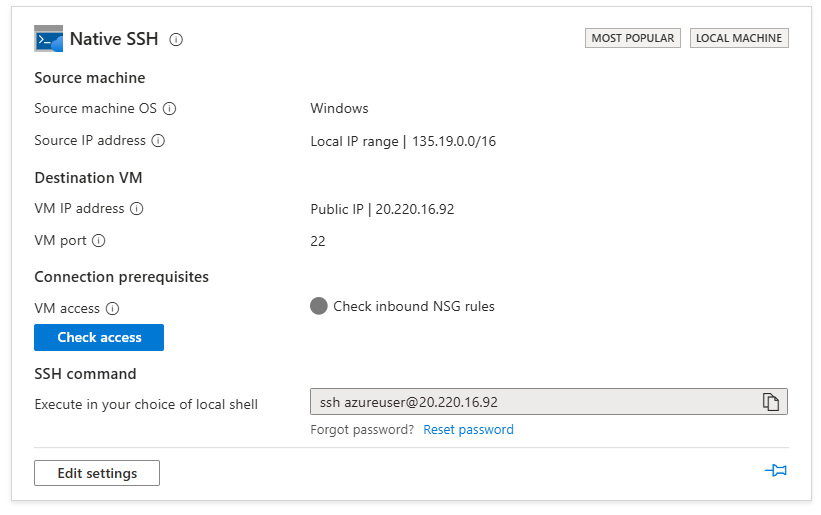 Native SSH
MOST POPULAR
LOCAL MACHINE
Source machine
Source machine OS
Windows
Source IP address
Local IP range | 135.19.0.0/16
Destination VM
VM IP address
Public IP | 20.220.16.92
VM port
22
Connection prerequisites
VM access
Check inbound NSG rules
Check access
SSH command
Execute in your choice of local shell
ssh azureuser@20.220.16.92
Forgot password? Reset password
Edit settings